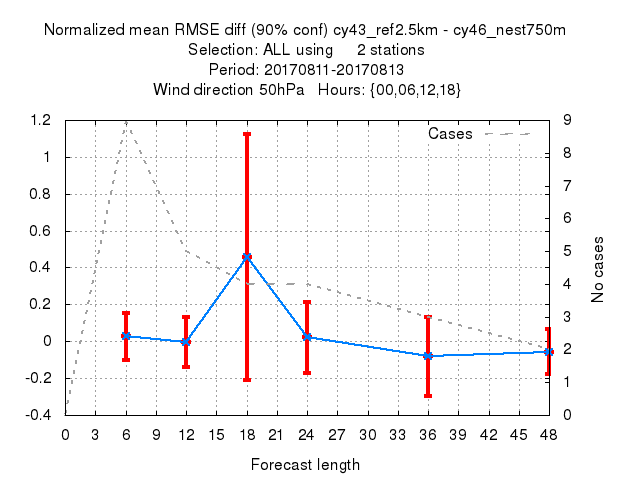 Normalized mean RMSE diff (90% conf) cy43_ref2.5km - cy46_nest750m
Selection: ALL using 2 stations
Period: 20170811-20170813
Wind direction 50hPa Hours: {00,06,12,18}
Cases
1.2
1
0.8
0.6
0.4
0.2
0
-0.2
-0.4
9
8
7
6
5
4
3
2
1
0
No cases
0 3 6 9 12 15 18 21 24 27 30 33 36 39 42 45 48
Forecast length